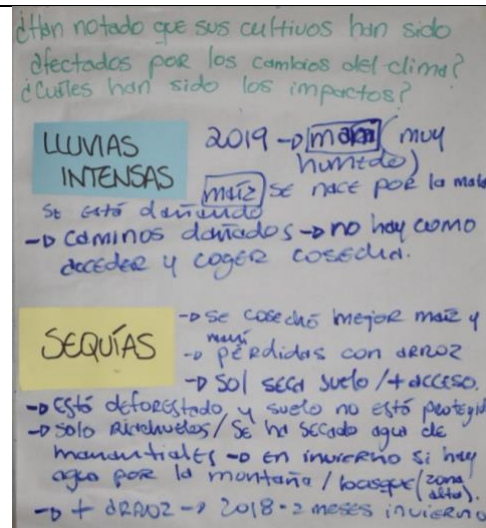 ¿Han notado que sus cultivos han sido
afectados por los cambios del clima?
¿Cuáles han sido los impactos?
LLUVIAS INTENSAS
2019 → maní (muy humedo)
maíz se nace por la mata
se está dañando
→ caminos dañados → no hay como
acceder y coger cosecha.
SEQUÍAS
→ se cosechó mejor maíz y
maní
→ pérdidas con arroz
→ sol seca suelo / + acceso.
→ está deforestado y suelo no está protegid
→ solo riachuelos / se ha secado agua de
manantiales → en invierno si hay
agua por la montaña / bosque (zona alta).
→ + arroz → 2018 - 2 meses invierno